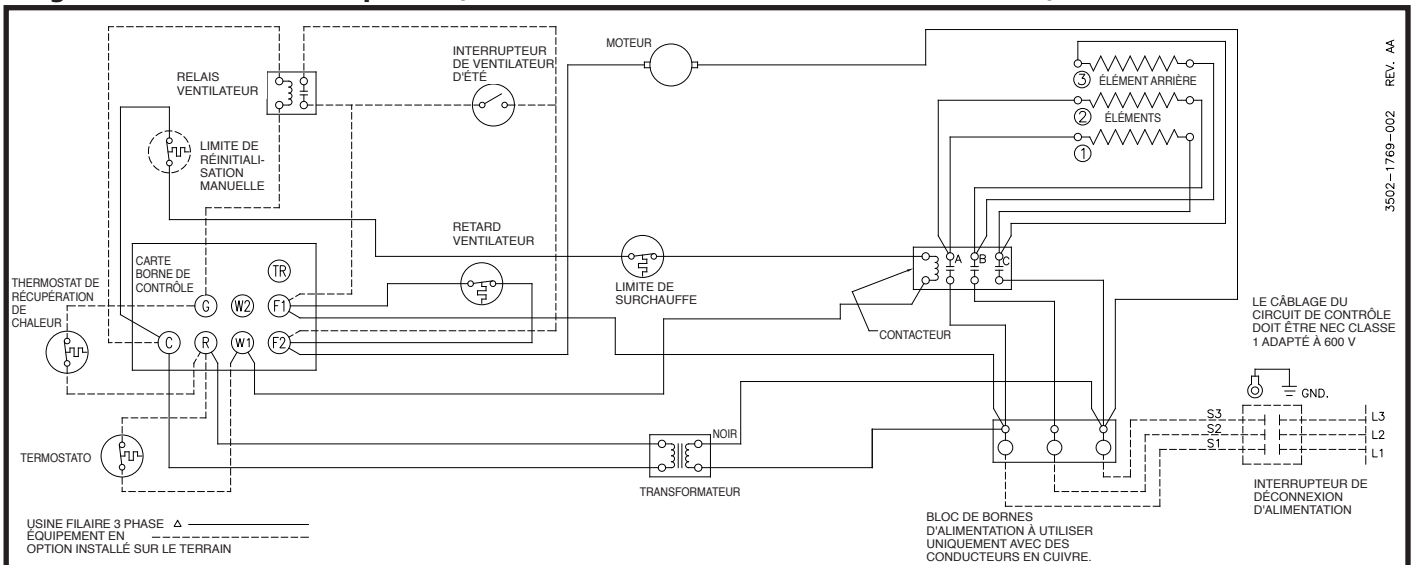 MOTEUR
INTERRUPTEUR
DE VENTILATEUR
D'ÉTÉ
RELAIS
VENTILATEUR
3
ÉLÉMENT ARRIÈRE
2
ÉLÉMENTS
1
3502-1769-002 REV. AA
LIMITE DE
RÉINITIALI-
SATION
MANUELLE
RETARD
VENTILATEUR
LIMITE DE
SURCHAUFFE
A
B
C
CONTACTEUR
CARTE
BORNE DE
CONTRÔLE
TR
G
W2
F1
C
R
W1
F2
THERMOSTAT DE
RÉCUPÉRATION
DE
CHALEUR
LE CÂBLAGE DU
CIRCUIT DE CONTRÔLE
DOIT ÊTRE NEC CLASSE
1 ADAPTÉ À 600 V
GND.
S3
S2
S1
L3
L2
L1
INTERRUPTEUR DE
DÉCONNEXION
D'ALIMENTATION
TERMOSTATO
NOIR
TRANSFORMATEUR
BLOC DE BORNES
D'ALIMENTATION À UTILISER
UNIQUEMENT AVEC DES
CONDUCTEURS EN CUIVRE.
USINE FILAIRE 3 PHASE Δ
ÉQUIPEMENT EN
OPTION INSTALLÉ SUR LE TERRAIN